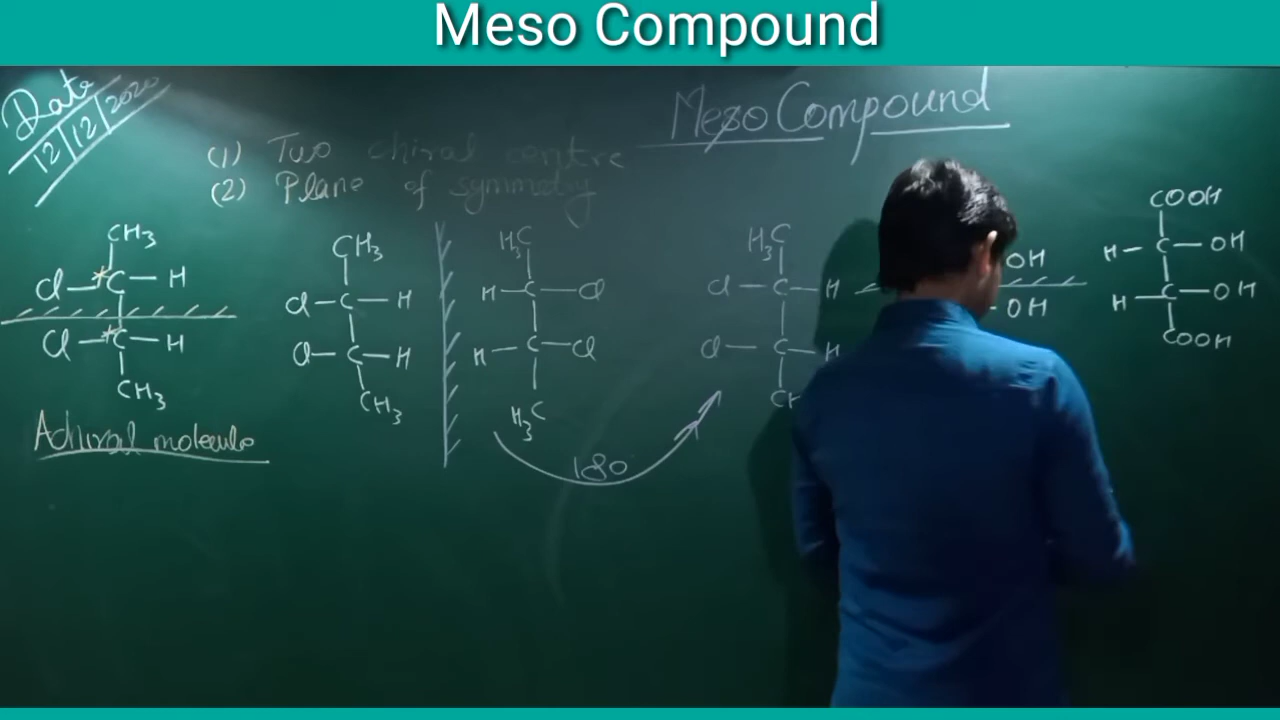 Meso Compound
Date
12/12/2020
Meso Compound
(1) Two chiral centre
(2) Plane of symmetry
CH3
Cl – *C – H
Cl – *C – H
CH3
Achiral molecule
CH3
Cl – C – H
Cl – C – H
CH3
H3C
H – C – Cl
H – C – Cl
H3C
180
H3C
Cl – C – H
Cl – C – H
OH
-OH
COOH
H – C – OH
H – C – OH
COOH